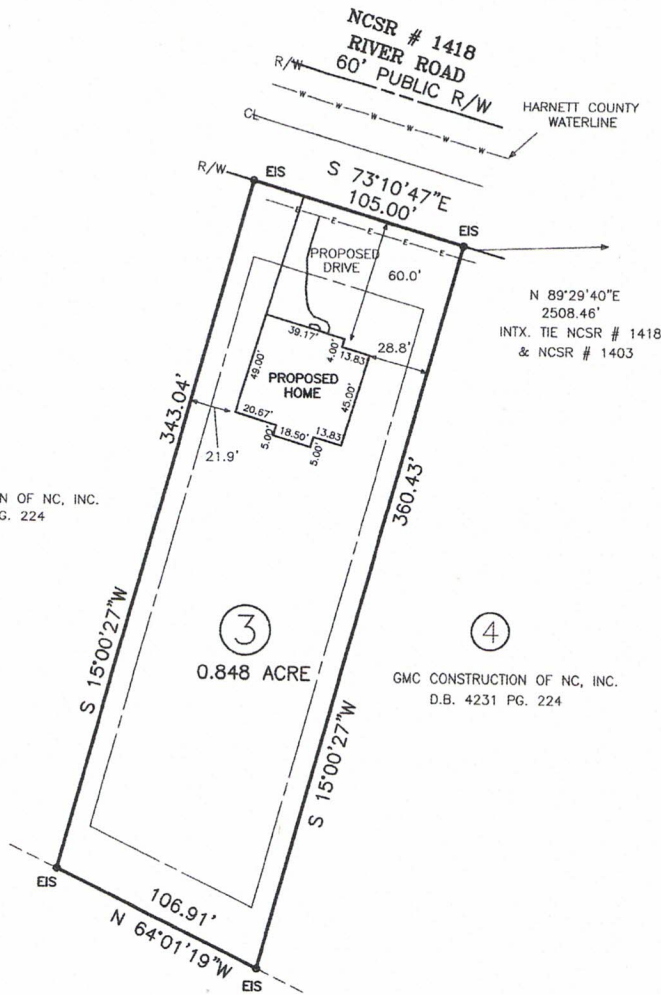 NCSR # 1418
RIVER ROAD
60' PUBLIC R/W
R/W
W W W W W W
HARNETT COUNTY
WATERLINE
CL
R/W
EIS
S 73°10'47"E
105.00'
EIS
E E E E E
PROPOSED
DRIVE
60.0'
N 89°29'40"E
2508.46'
INTX. TIE NCSR # 1418
& NCSR # 1403
39.17'
4.00'
13.83'
28.8'
49.00'
PROPOSED
HOME
45.00'
20.67'
5.00'
18.50'
5.00'
13.83'
21.9'
343.04'
360.43'
N OF NC, INC.
G. 224
3
0.848 ACRE
4
GMC CONSTRUCTION OF NC, INC.
D.B. 4231 PG. 224
S 15°00'27"W
S 15°00'27"W
EIS
106.91'
N 64°01'19"W
EIS